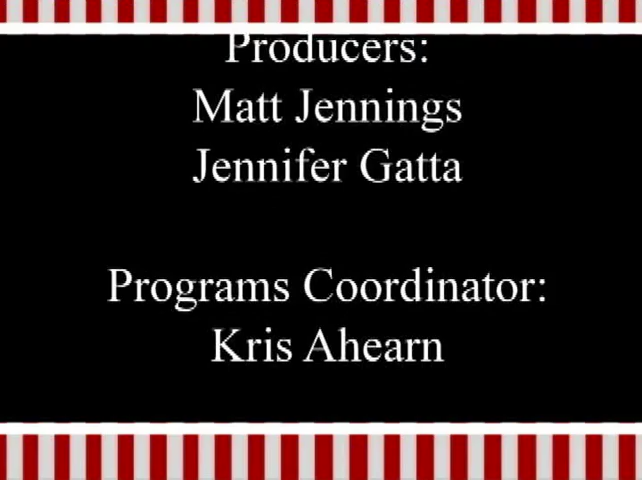 Producers:
Matt Jennings
Jennifer Gatta
Programs Coordinator:
Kris Ahearn